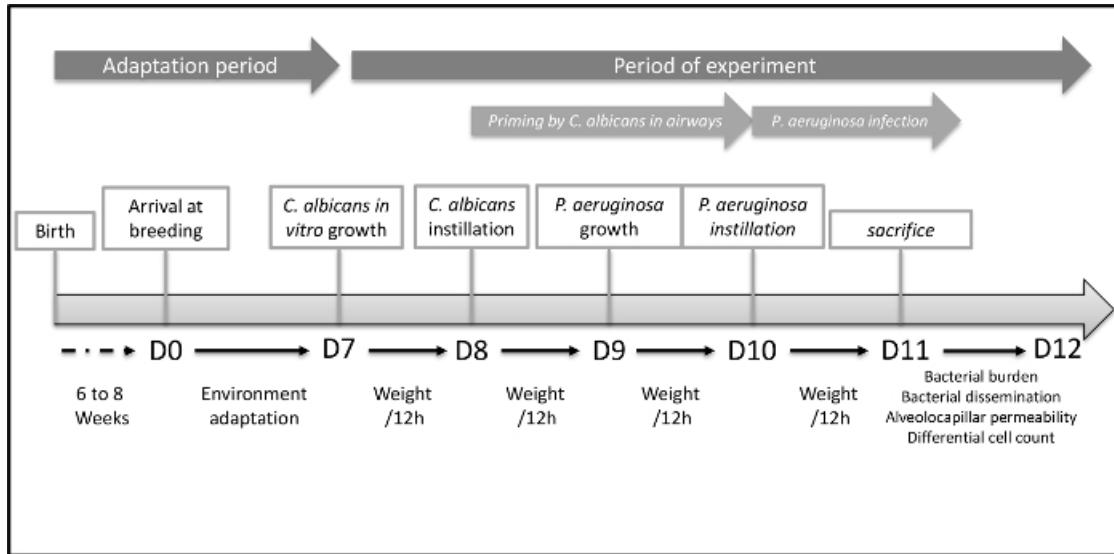 Adaptation period
Period of experiment
Priming by C. albicans in airways
P. aeruginosa infection
Birth
Arrival at
breeding
C. albicans in
vitro growth
C. albicans
instillation
P. aeruginosa
growth
P. aeruginosa
instillation
sacrifice
D0
D7
D8
D9
D10
D11
D12
6 to 8
Weeks
Environment
adaptation
Weight
/12h
Weight
/12h
Weight
/12h
Weight
/12h
Bacterial burden
Bacterial dissemination
Alveolocapillar permeability
Differential cell count